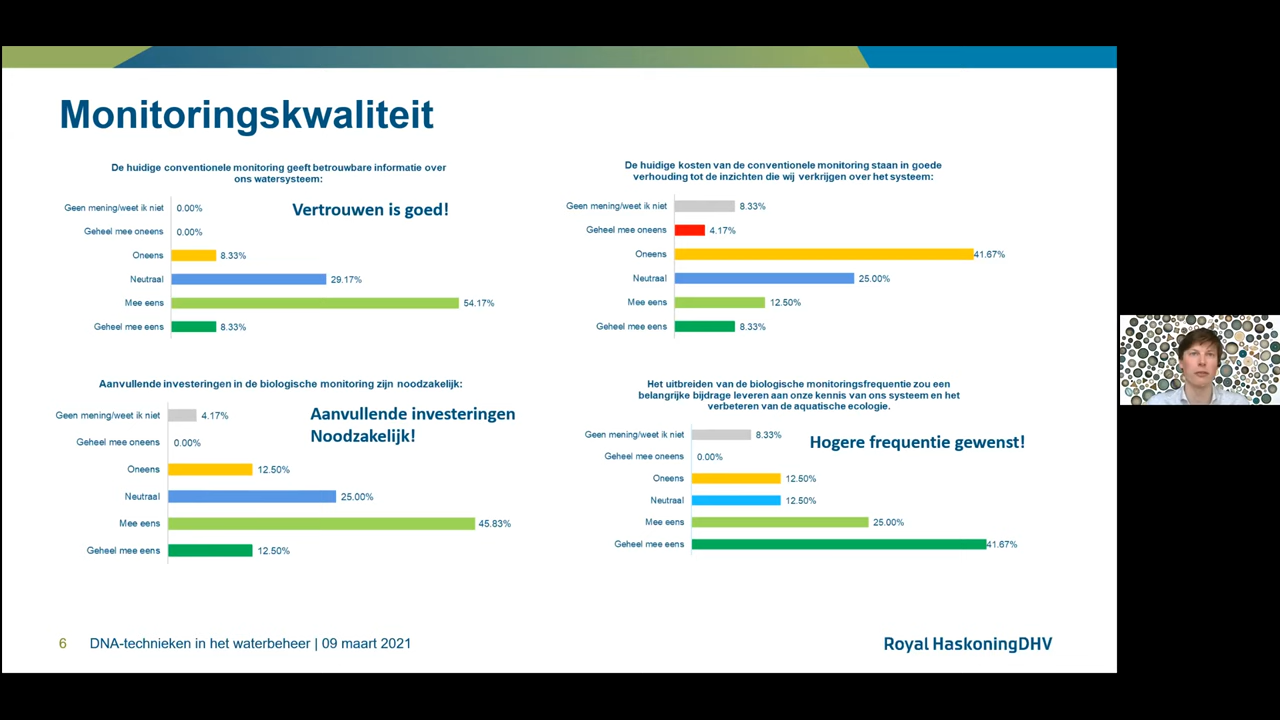 Monitoringskwaliteit
De huidige conventionele monitoring geeft betrouwbare informatie over
ons watersysteem:
Vertrouwen is goed!
Geen mening/weet ik niet 0.00%
Geheel mee oneens 0.00%
Oneens 8.33%
Neutraal 29.17%
Mee eens 54.17%
Geheel mee eens 8.33%
De huidige kosten van de conventionele monitoring staan in goede
verhouding tot de inzichten die wij verkrijgen over het systeem:
Geen mening/weet ik niet 8.33%
Geheel mee oneens 4.17%
Oneens 41.67%
Neutraal 25.00%
Mee eens 12.50%
Geheel mee eens 8.33%
Aanvullende investeringen in de biologische monitoring zijn noodzakelijk:
Aanvullende investeringen
Noodzakelijk!
Geen mening/weet ik niet 4.17%
Geheel mee oneens 0.00%
Oneens 12.50%
Neutraal 25.00%
Mee eens 45.83%
Geheel mee eens 12.50%
Het uitbreiden van de biologische monitoringsfrequentie zou een
belangrijke bijdrage leveren aan onze kennis van ons systeem en het
verbeteren van de aquatische ecologie.
Hogere frequentie gewenst!
Geen mening/weet ik niet 8.33%
Geheel mee oneens 0.00%
Oneens 12.50%
Neutraal 12.50%
Mee eens 25.00%
Geheel mee eens 41.67%
6 DNA-technieken in het waterbeheer | 09 maart 2021
Royal HaskoningDHV